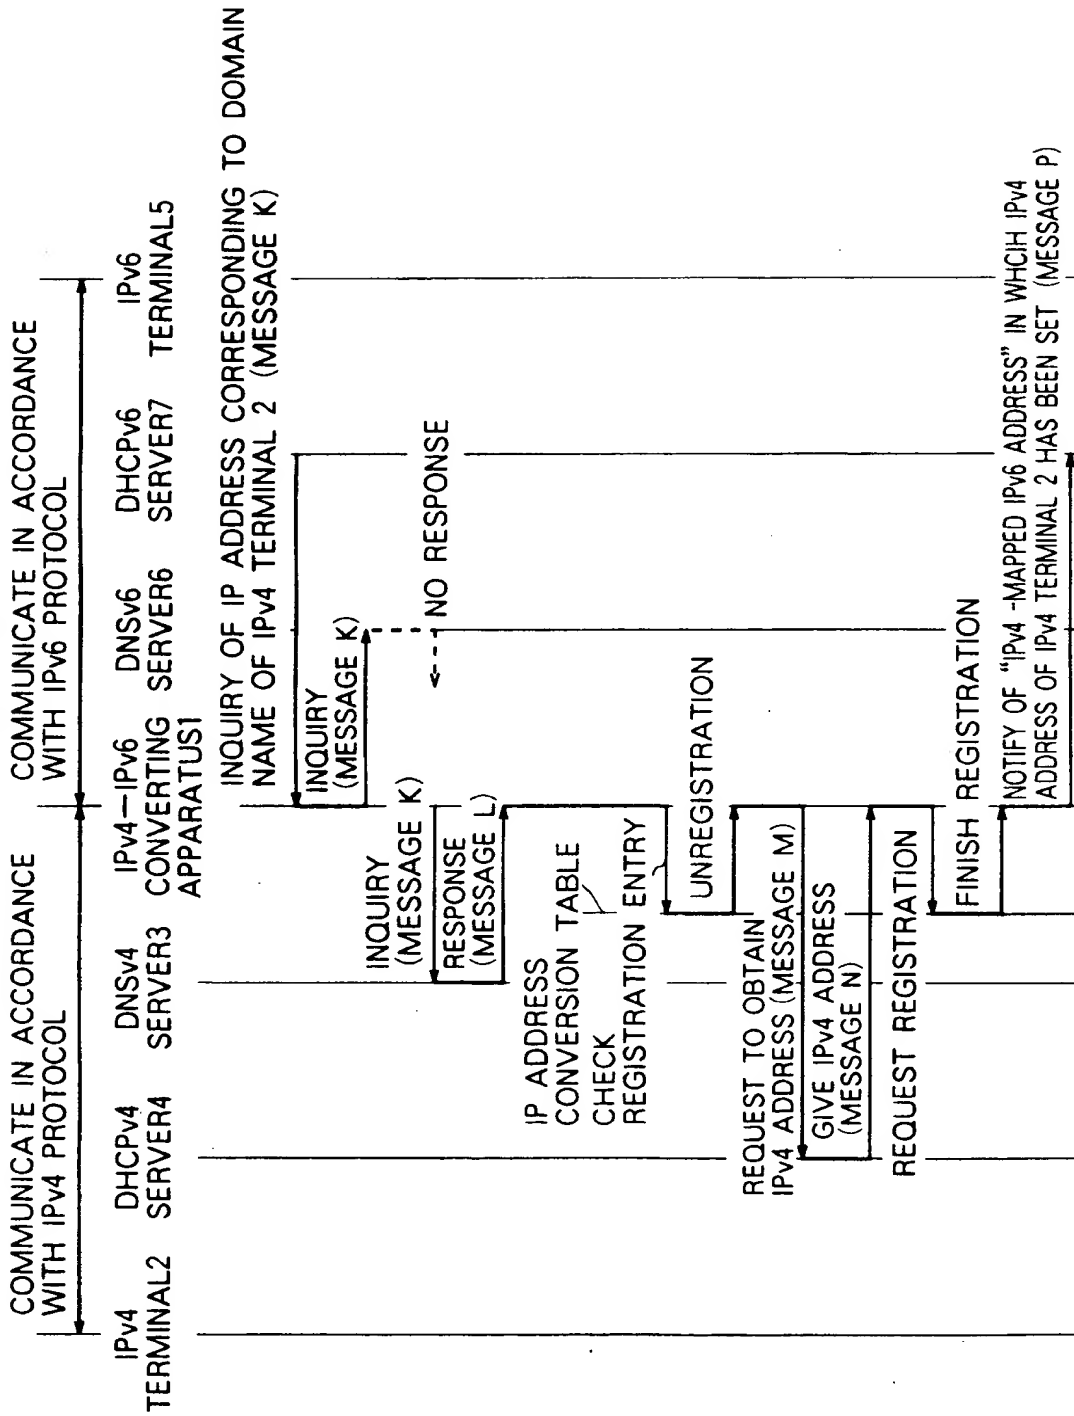 COMMUNICATE IN ACCORDANCE
WITH IPv4 PROTOCOL
COMMUNICATE IN ACCORDANCE
WITH IPv6 PROTOCOL
IPv4
TERMINAL2
DHCPv4
SERVER4
DNSv4
SERVER3
IPv4—IPv6
CONVERTING
APPARATUS1
DNSv6
SERVER6
DHCPv6
SERVER7
IPv6
TERMINAL5
INQUIRY OF IP ADDRESS CORRESPONDING TO DOMAIN
NAME OF IPv4 TERMINAL 2 (MESSAGE K)
INQUIRY
(MESSAGE K)
NO RESPONSE
INQUIRY
(MESSAGE K)
RESPONSE
(MESSAGE L)
IP ADDRESS
CONVERSION TABLE
CHECK
REGISTRATION ENTRY
UNREGISTRATION
REQUEST TO OBTAIN
IPv4 ADDRESS (MESSAGE M)
GIVE IPv4 ADDRESS
(MESSAGE N)
REQUEST REGISTRATION
FINISH REGISTRATION
NOTIFY OF "IPv4 -MAPPED IPv6 ADDRESS" IN WHCIH IPv4
ADDRESS OF IPv4 TERMINAL 2 HAS BEEN SET (MESSAGE P)